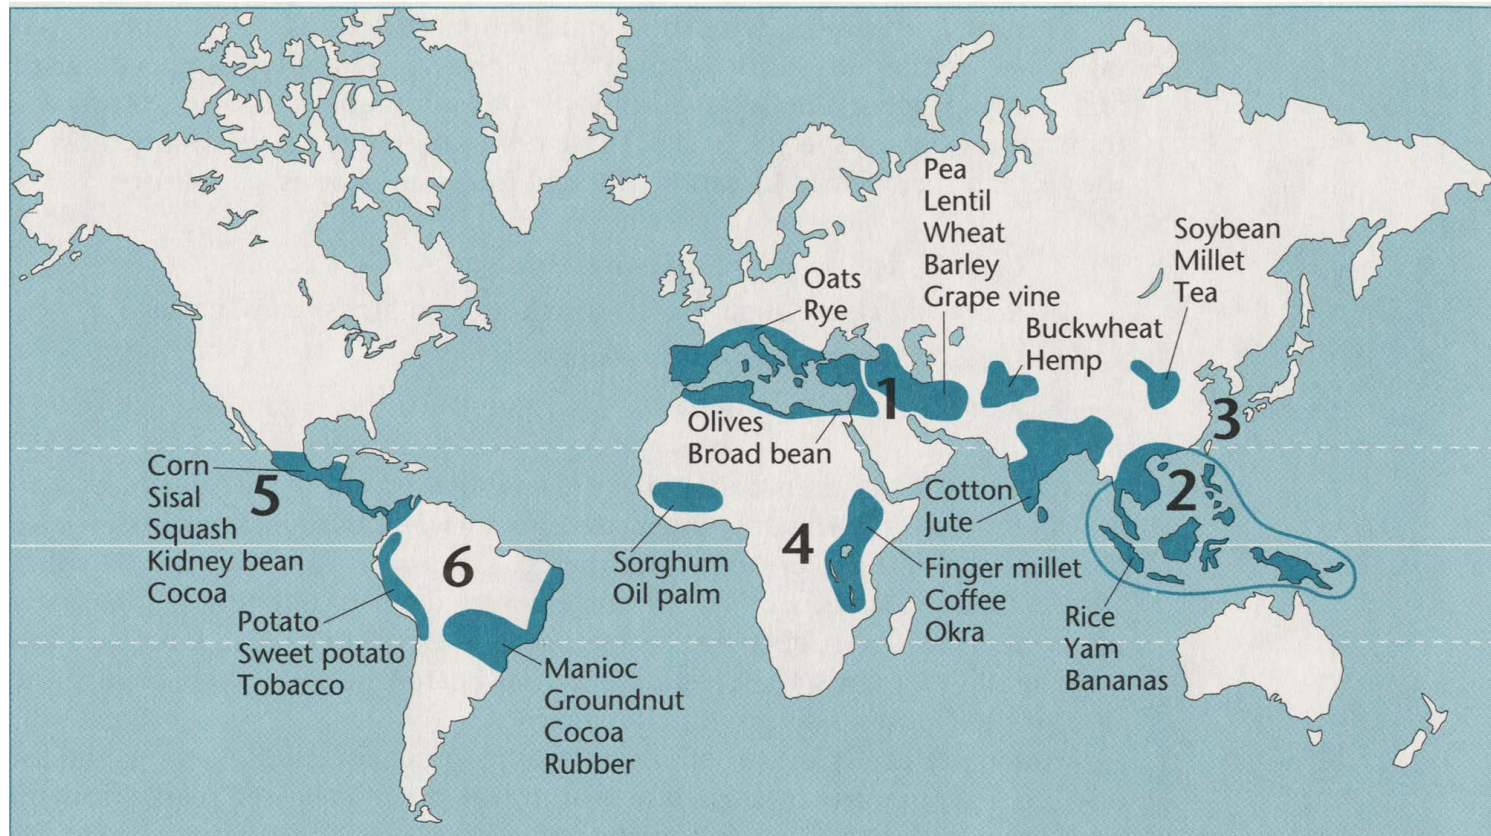 Pea
Lentil
Wheat
Barley
Grape vine
Soybean
Millet
Tea
Oats
Rye
Buckwheat
Hemp
1
3
Olives
Broad bean
Corn
Sisal
Squash
Kidney bean
Cocoa
5
2
Cotton
Jute
4
6
Sorghum
Oil palm
Finger millet
Coffee
Okra
Potato
Sweet potato
Tobacco
Rice
Yam
Bananas
Manioc
Groundnut
Cocoa
Rubber